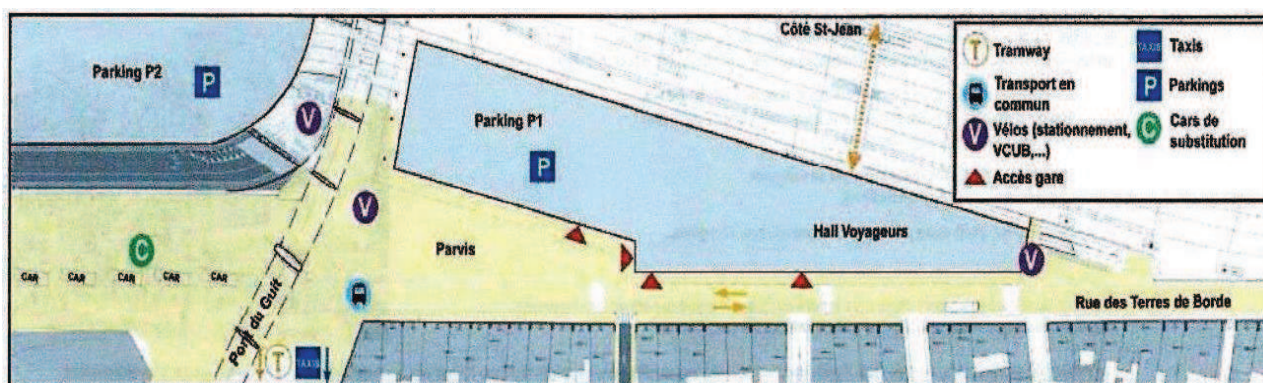 Côté St-Jean
Parking P2
P
V
Parking P1
P
V
Parvis
Hall Voyageurs
V
C
CAR CAR CAR CAR CAR
Pont du Guit
Rue des Terres de Borde
T
TAXIS
T Tramway
Transport en
commun
V Vélos (stationnement,
VCUB,...)
Accès gare
TAXIS Taxis
P Parkings
C Cars de
substitution